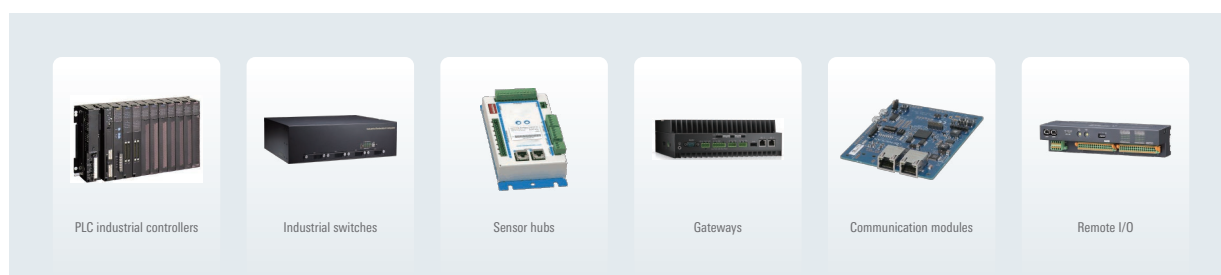 PLC industrial controllers
Industrial switches
Sensor hubs
Gateways
Communication modules
Remote I/O